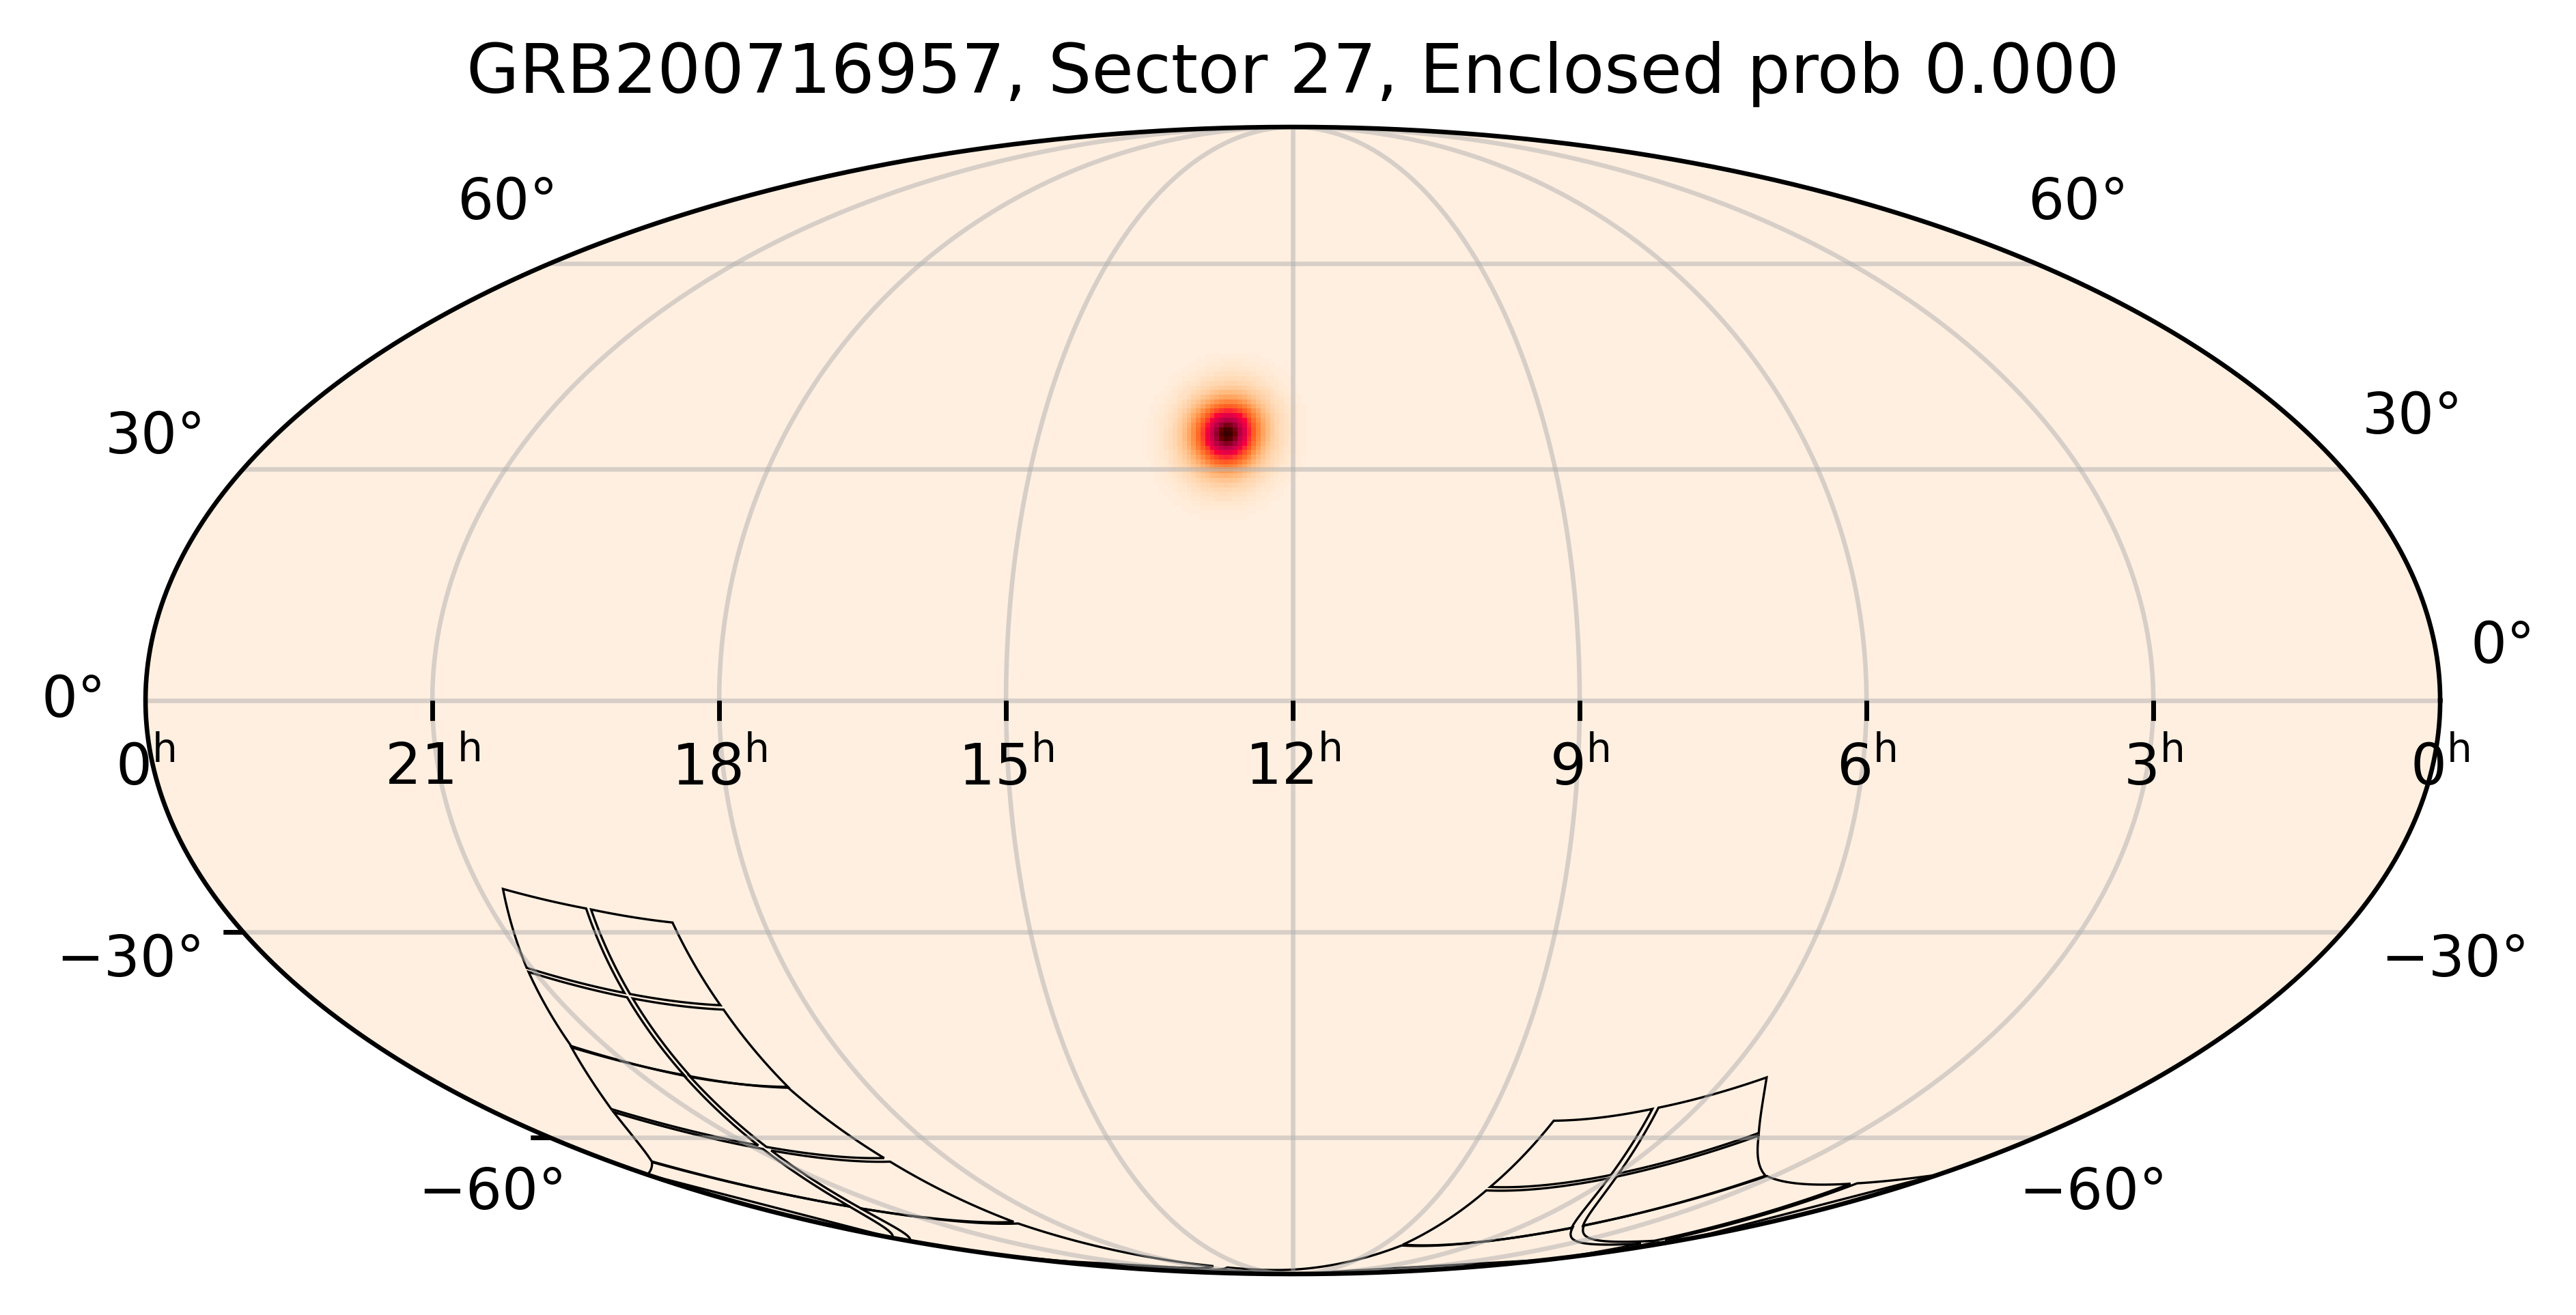 GRB200716957, Sector 27, Enclosed prob 0.000
60° 60°
30° 30°
0° 0°
0h 21h 18h 15h 12h 9h 6h 3h 0h
−30° −30°
−60° −60°